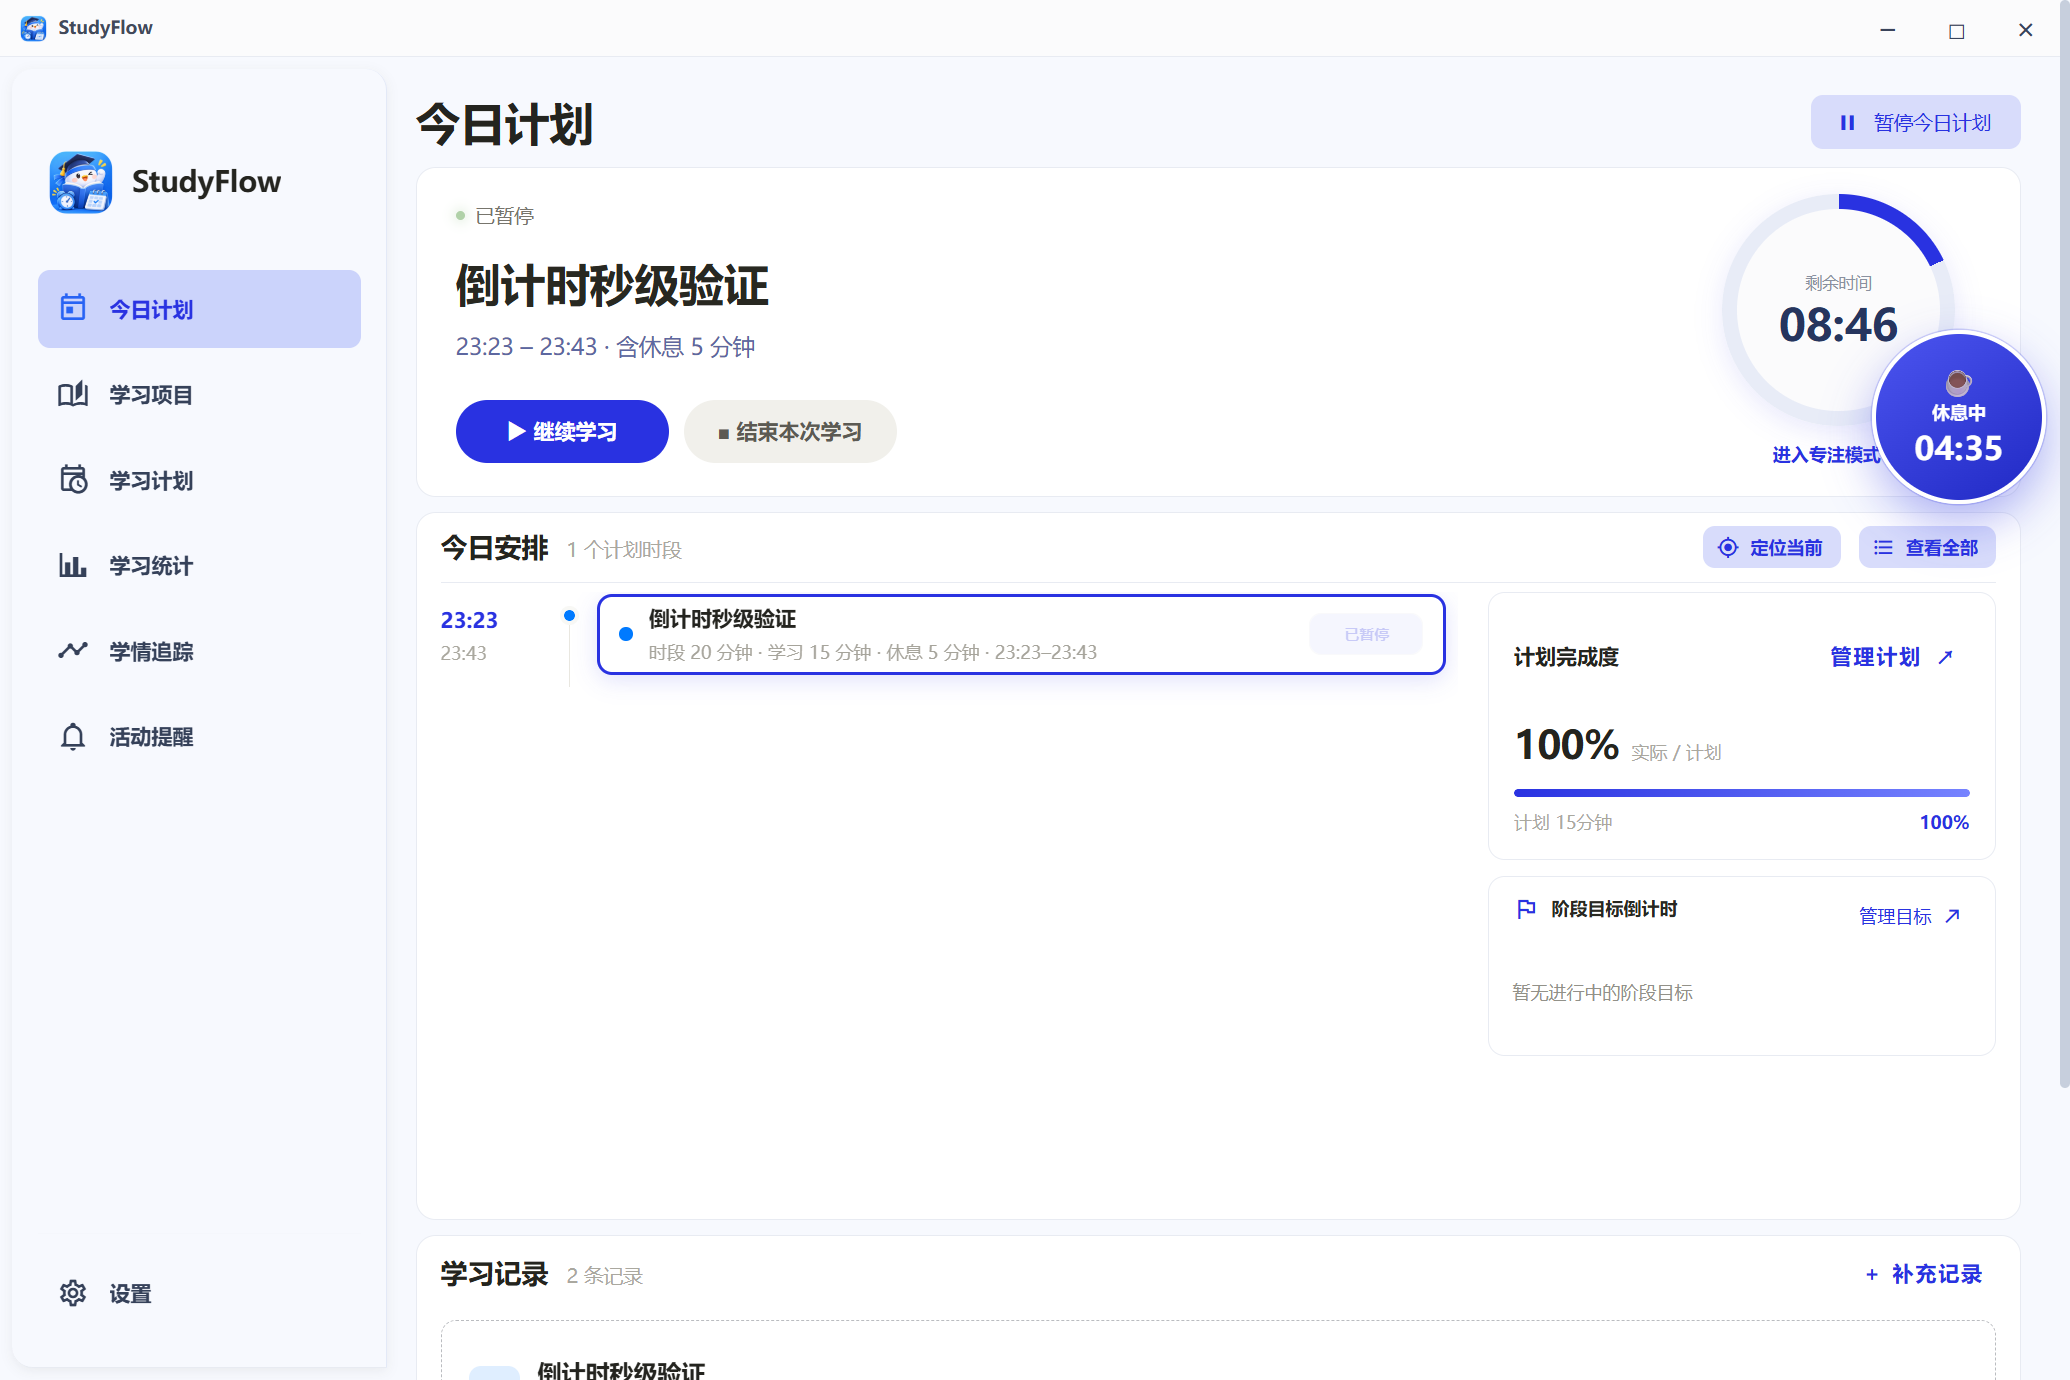 StudyFlow
StudyFlow
今日计划
学习项目
学习计划
学习统计
学情追踪
活动提醒
设置
今日计划
暂停今日计划
已暂停
倒计时秒级验证
23:23 – 23:43 · 含休息 5 分钟
▶ 继续学习
■ 结束本次学习
剩余时间
08:46
进入专注模式
休息中
04:35
今日安排 1 个计划时段
定位当前
查看全部
23:23
23:43
倒计时秒级验证
时段 20 分钟 · 学习 15 分钟 · 休息 5 分钟 · 23:23–23:43
已暂停
计划完成度
管理计划 ↗
100% 实际 / 计划
计划 15分钟
100%
阶段目标倒计时
管理目标 ↗
暂无进行中的阶段目标
学习记录 2 条记录
+ 补充记录
倒计时秒级验证